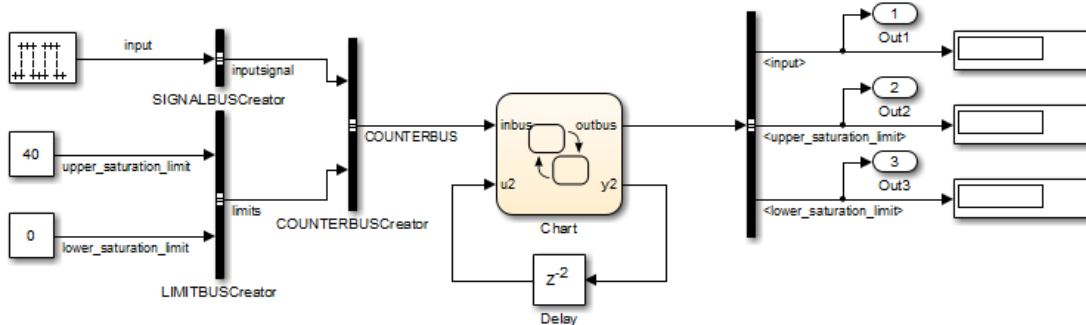 input
inputsignal
SIGNALBUSCreator
40
upper_saturation_limit
limits
0
lower_saturation_limit
LIMITBUSCreator
COUNTERBUS
COUNTERBUSCreator
inbus
outbus
u2
y2
Chart
Z-2
Delay
1
Out1
<input>
2
Out2
<upper_saturation_limit>
3
Out3
<lower_saturation_limit>